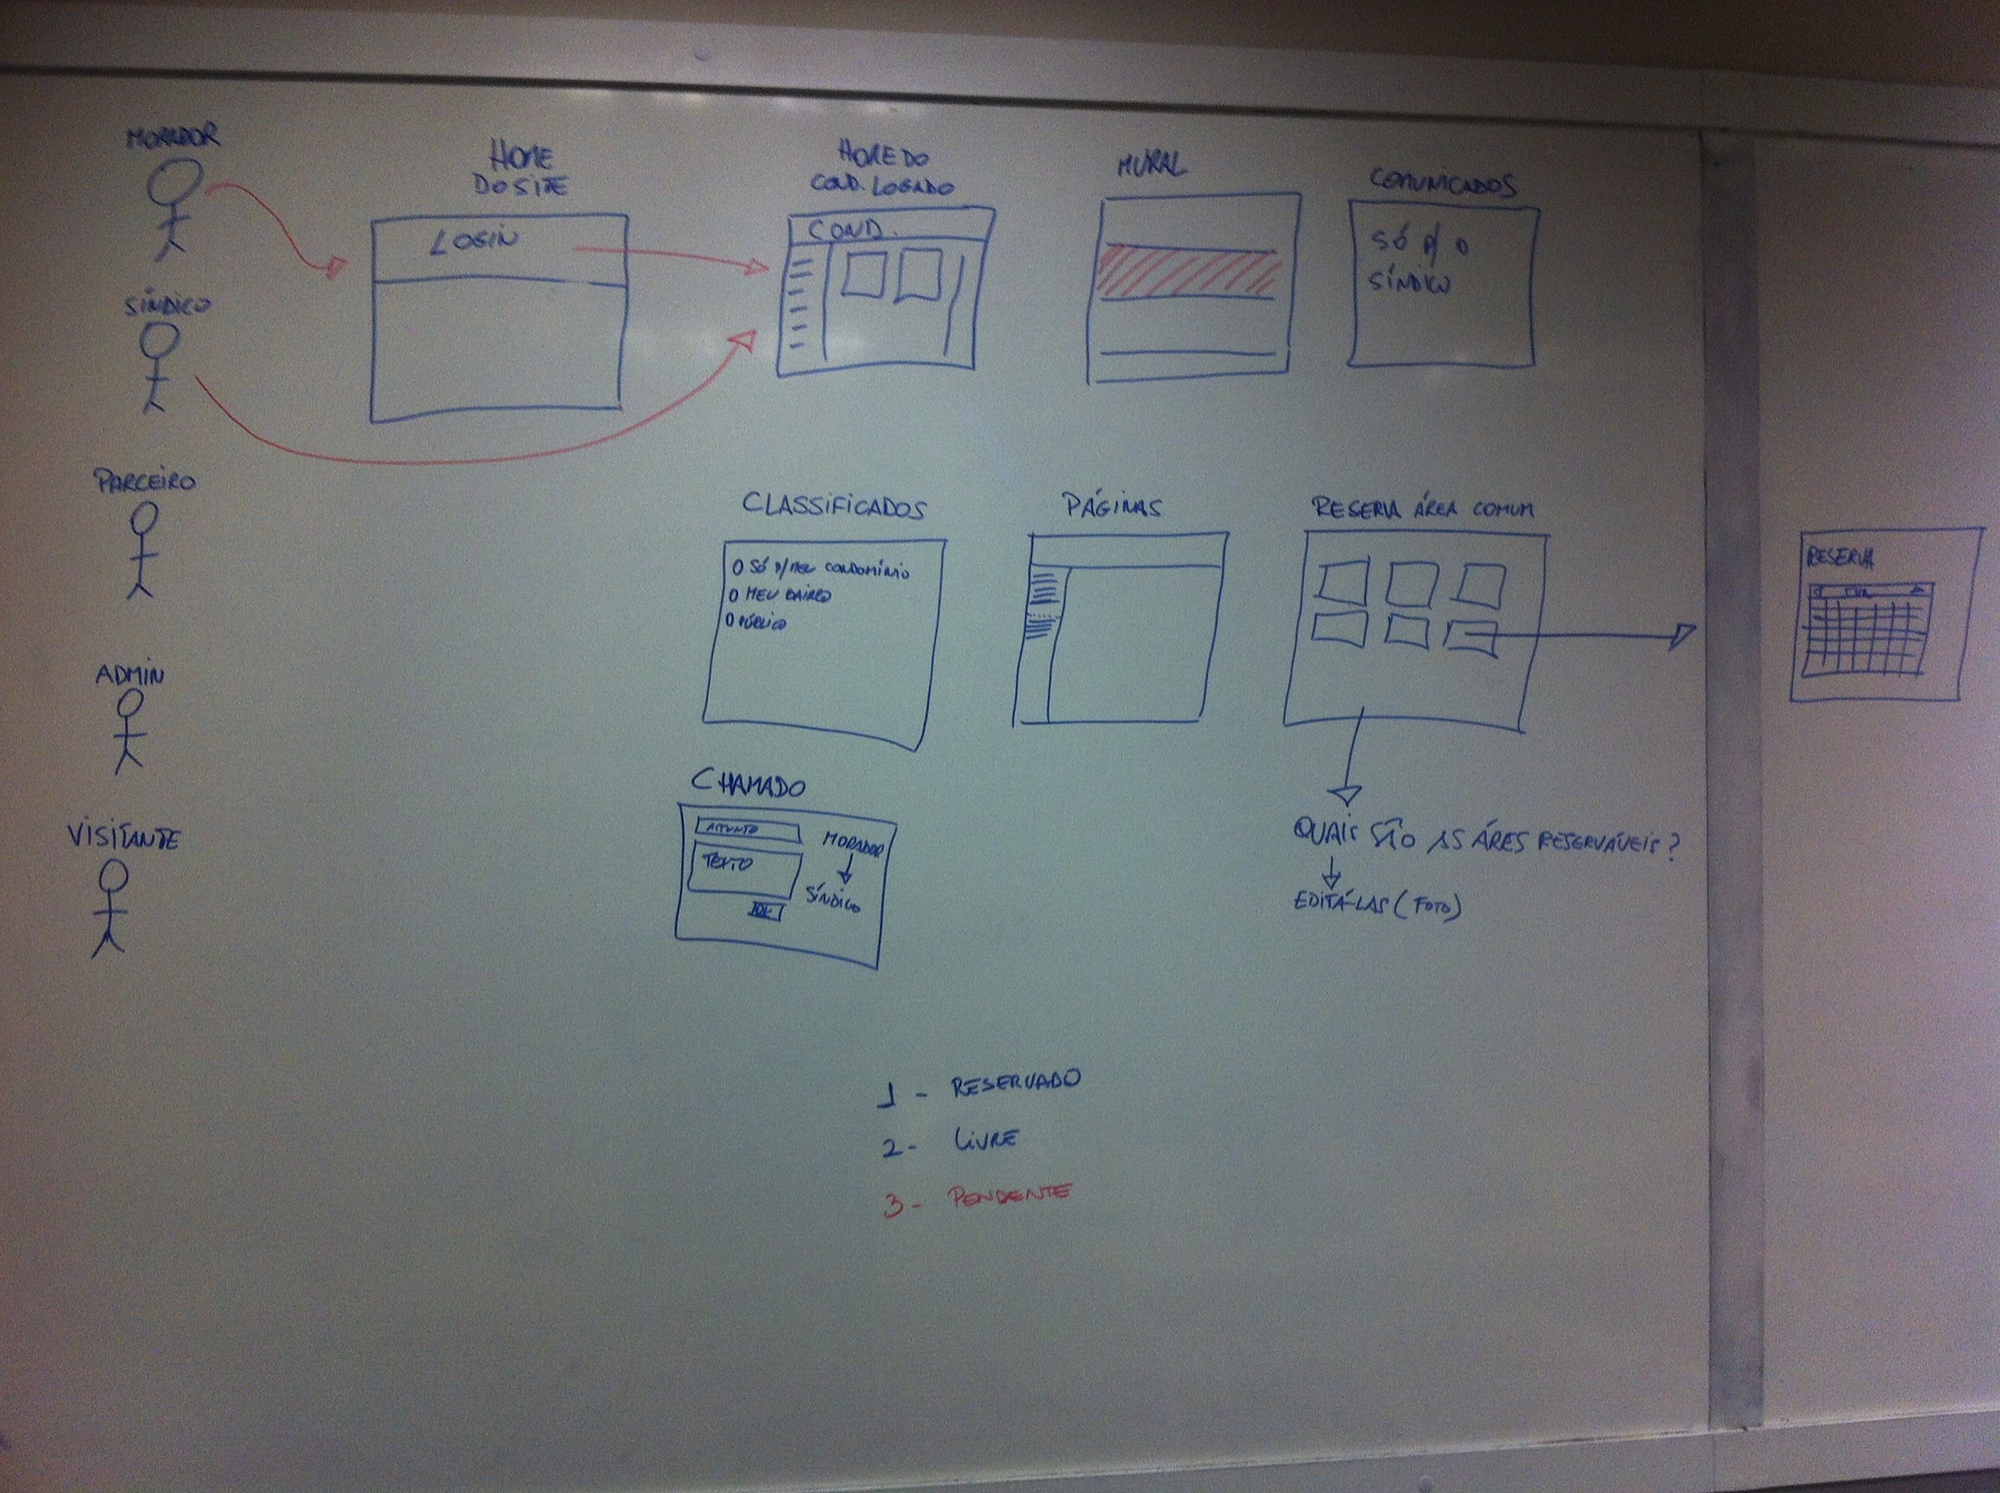 MORADOR
SÍNDICO
PARCEIRO
ADMIN
VISITANTE
HOME
DO SITE
LOGIN
HOME DO
COND. LOGADO
COND.
MURAL
COMUNICADOS
SÓ P/ O
SÍNDICO
CLASSIFICADOS
O SÓ P/ MEU CONDOMÍNIO
O MEU BAIRRO
O PÚBLICO
PÁGINAS
RESERVA ÁREA COMUM
RESERVA
CHAMADO
ASSUNTO
TEXTO
MORADOR
SÍNDICO
QUAIS SÃO AS ÁRES RESERVÁVEIS?
EDITÁ-LAS (FOTO)
1 - RESERVADO
2 - LIVRE
3 - PENDENTE